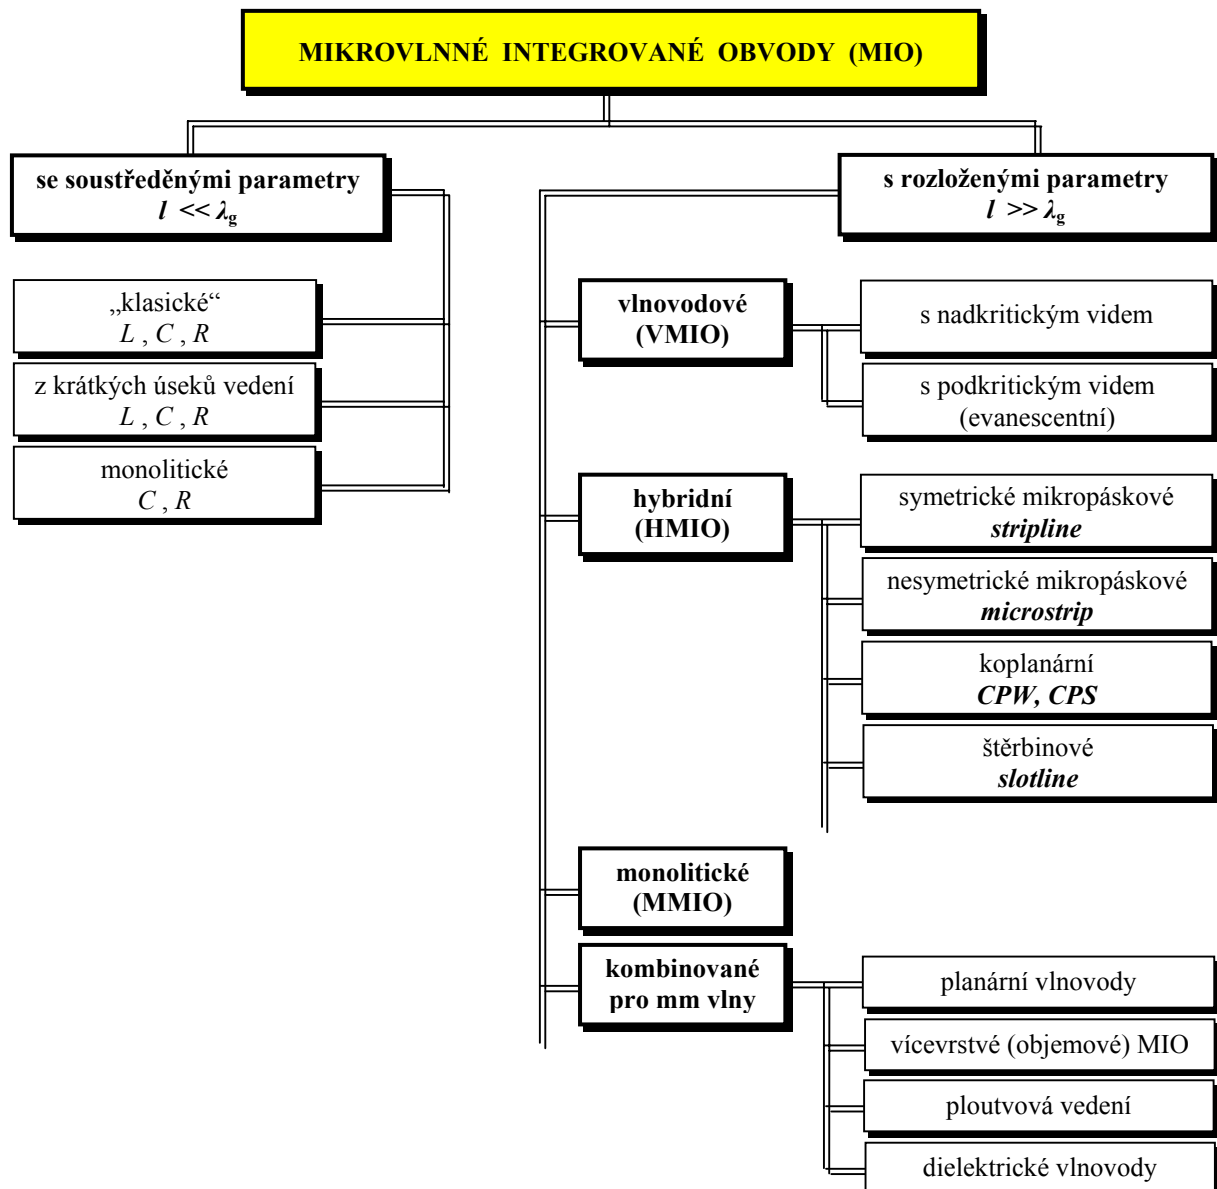 MIKROVLNNÉ INTEGROVANÉ OBVODY (MIO)
se soustředěnými parametry
l << λg
„klasické“
L , C , R
z krátkých úseků vedení
L , C , R
monolitické
C , R
s rozloženými parametry
l >> λg
vlnovodové
(VMIO)
s nadkritickým videm
s podkritickým videm
(evanescentní)
hybridní
(HMIO)
symetrické mikropáskové
stripline
nesymetrické mikropáskové
microstrip
koplanární
CPW, CPS
štěrbinové
slotline
monolitické
(MMIO)
kombinované
pro mm vlny
planární vlnovody
vícevrstvé (objemové) MIO
ploutvová vedení
dielektrické vlnovody